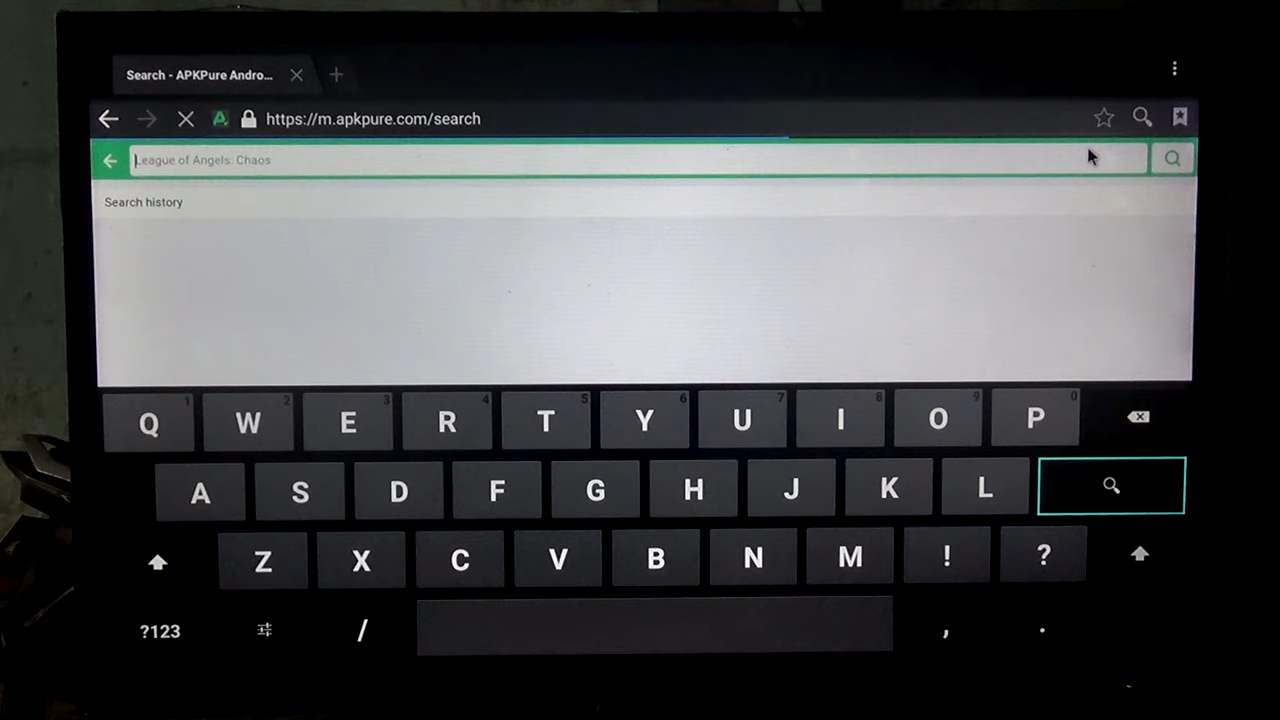 Search - APKPure Andro...
https://m.apkpure.com/search
League of Angels: Chaos
Search history
Q 1 W 2 E 3 R 4 T 5 Y 6 U 7 I 8 O 9 P 0
A S D F G H J K L
Z X C V B N M ! ?
?123 / , .